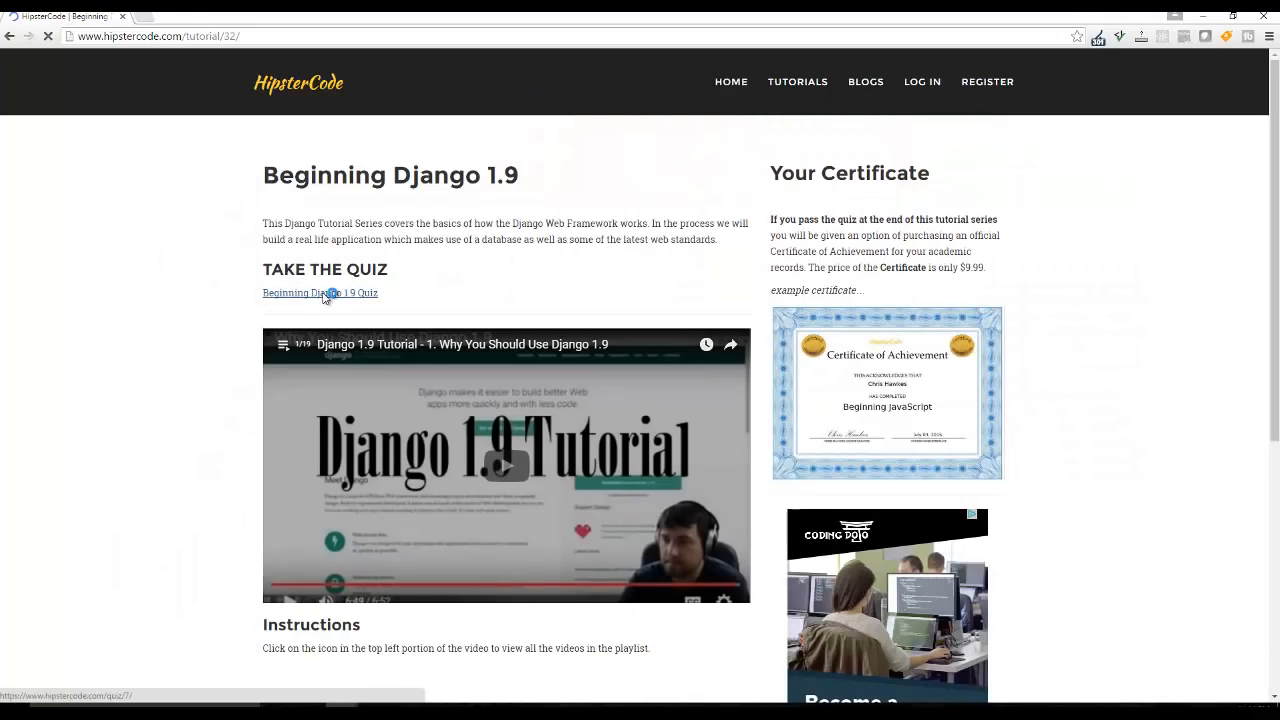 HipsterCode | Beginning
www.hipstercode.com/tutorial/32/
HipsterCode
HOME TUTORIALS BLOGS LOG IN REGISTER
Beginning Django 1.9
This Django Tutorial Series covers the basics of how the Django Web Framework works. In the process we will
build a real life application which makes use of a database as well as some of the latest web standards.
TAKE THE QUIZ
Beginning Django 1.9 Quiz
1/19 Django 1.9 Tutorial - 1. Why You Should Use Django 1.9
django
Django makes it easier to build better Web
apps more quickly and with less code.
Django 1.9 Tutorial
Meet Django
6:49 / 6:52
Instructions
Click on the icon in the top left portion of the video to view all the videos in the playlist.
Your Certificate
If you pass the quiz at the end of this tutorial series
you will be given an option of purchasing an official
Certificate of Achievement for your academic
records. The price of the Certificate is only $9.99.
example certificate...
HipsterCode
Certificate of Achievement
THIS ACKNOWLEDGES THAT
Chris Hawkes
HAS COMPLETED
Beginning JavaScript
Chris Hawkes
July 03, 2016
CODING DOJO
Become a
https://www.hipstercode.com/quiz/7/